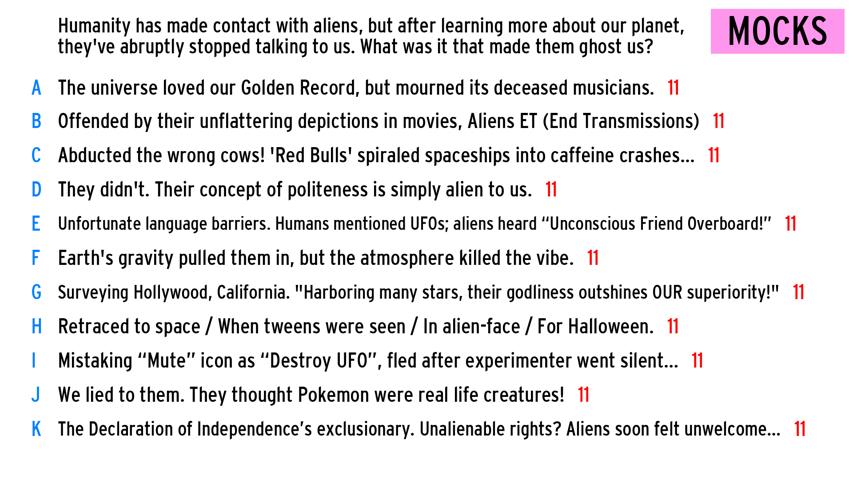 Humanity has made contact with aliens, but after learning more about our planet,
they've abruptly stopped talking to us. What was it that made them ghost us?
MOCKS
A The universe loved our Golden Record, but mourned its deceased musicians. 11
B Offended by their unflattering depictions in movies, Aliens ET (End Transmissions) 11
C Abducted the wrong cows! 'Red Bulls' spiraled spaceships into caffeine crashes... 11
D They didn't. Their concept of politeness is simply alien to us. 11
E Unfortunate language barriers. Humans mentioned UFOs; aliens heard “Unconscious Friend Overboard!” 11
F Earth's gravity pulled them in, but the atmosphere killed the vibe. 11
G Surveying Hollywood, California. "Harboring many stars, their godliness outshines OUR superiority!" 11
H Retraced to space / When tweens were seen / In alien-face / For Halloween. 11
I Mistaking “Mute” icon as “Destroy UFO”, fled after experimenter went silent... 11
J We lied to them. They thought Pokemon were real life creatures! 11
K The Declaration of Independence's exclusionary. Unalienable rights? Aliens soon felt unwelcome... 11